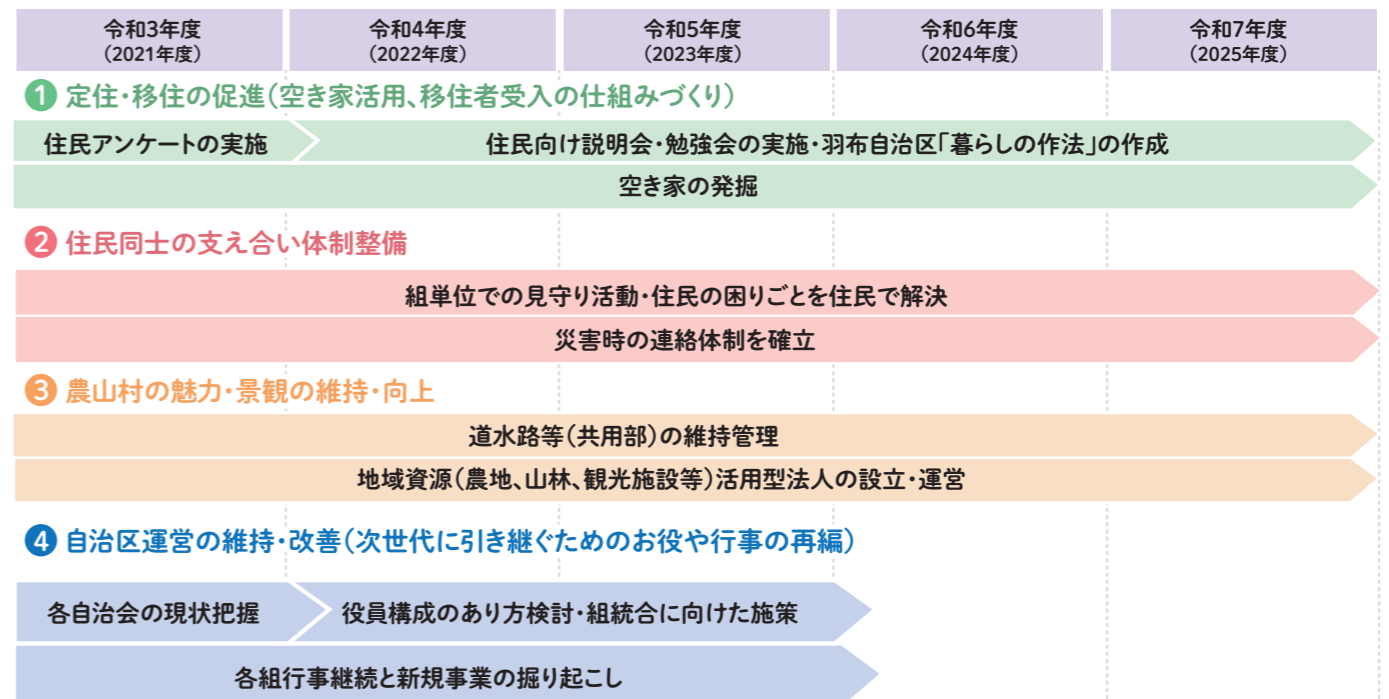 令和3年度
(2021年度)
令和4年度
(2022年度)
令和5年度
(2023年度)
令和6年度
(2024年度)
令和7年度
(2025年度)
1 定住・移住の促進(空き家活用、移住者受入の仕組みづくり)
住民アンケートの実施
住民向け説明会・勉強会の実施・羽布自治区「暮らしの作法」の作成
空き家の発掘
2 住民同士の支え合い体制整備
組単位での見守り活動・住民の困りごとを住民で解決
災害時の連絡体制を確立
3 農山村の魅力・景観の維持・向上
道水路等(共用部)の維持管理
地域資源(農地、山林、観光施設等)活用型法人の設立・運営
4 自治区運営の維持・改善(次世代に引き継ぐためのお役や行事の再編)
各自治会の現状把握
役員構成のあり方検討・組統合に向けた施策
各組行事継続と新規事業の掘り起こし